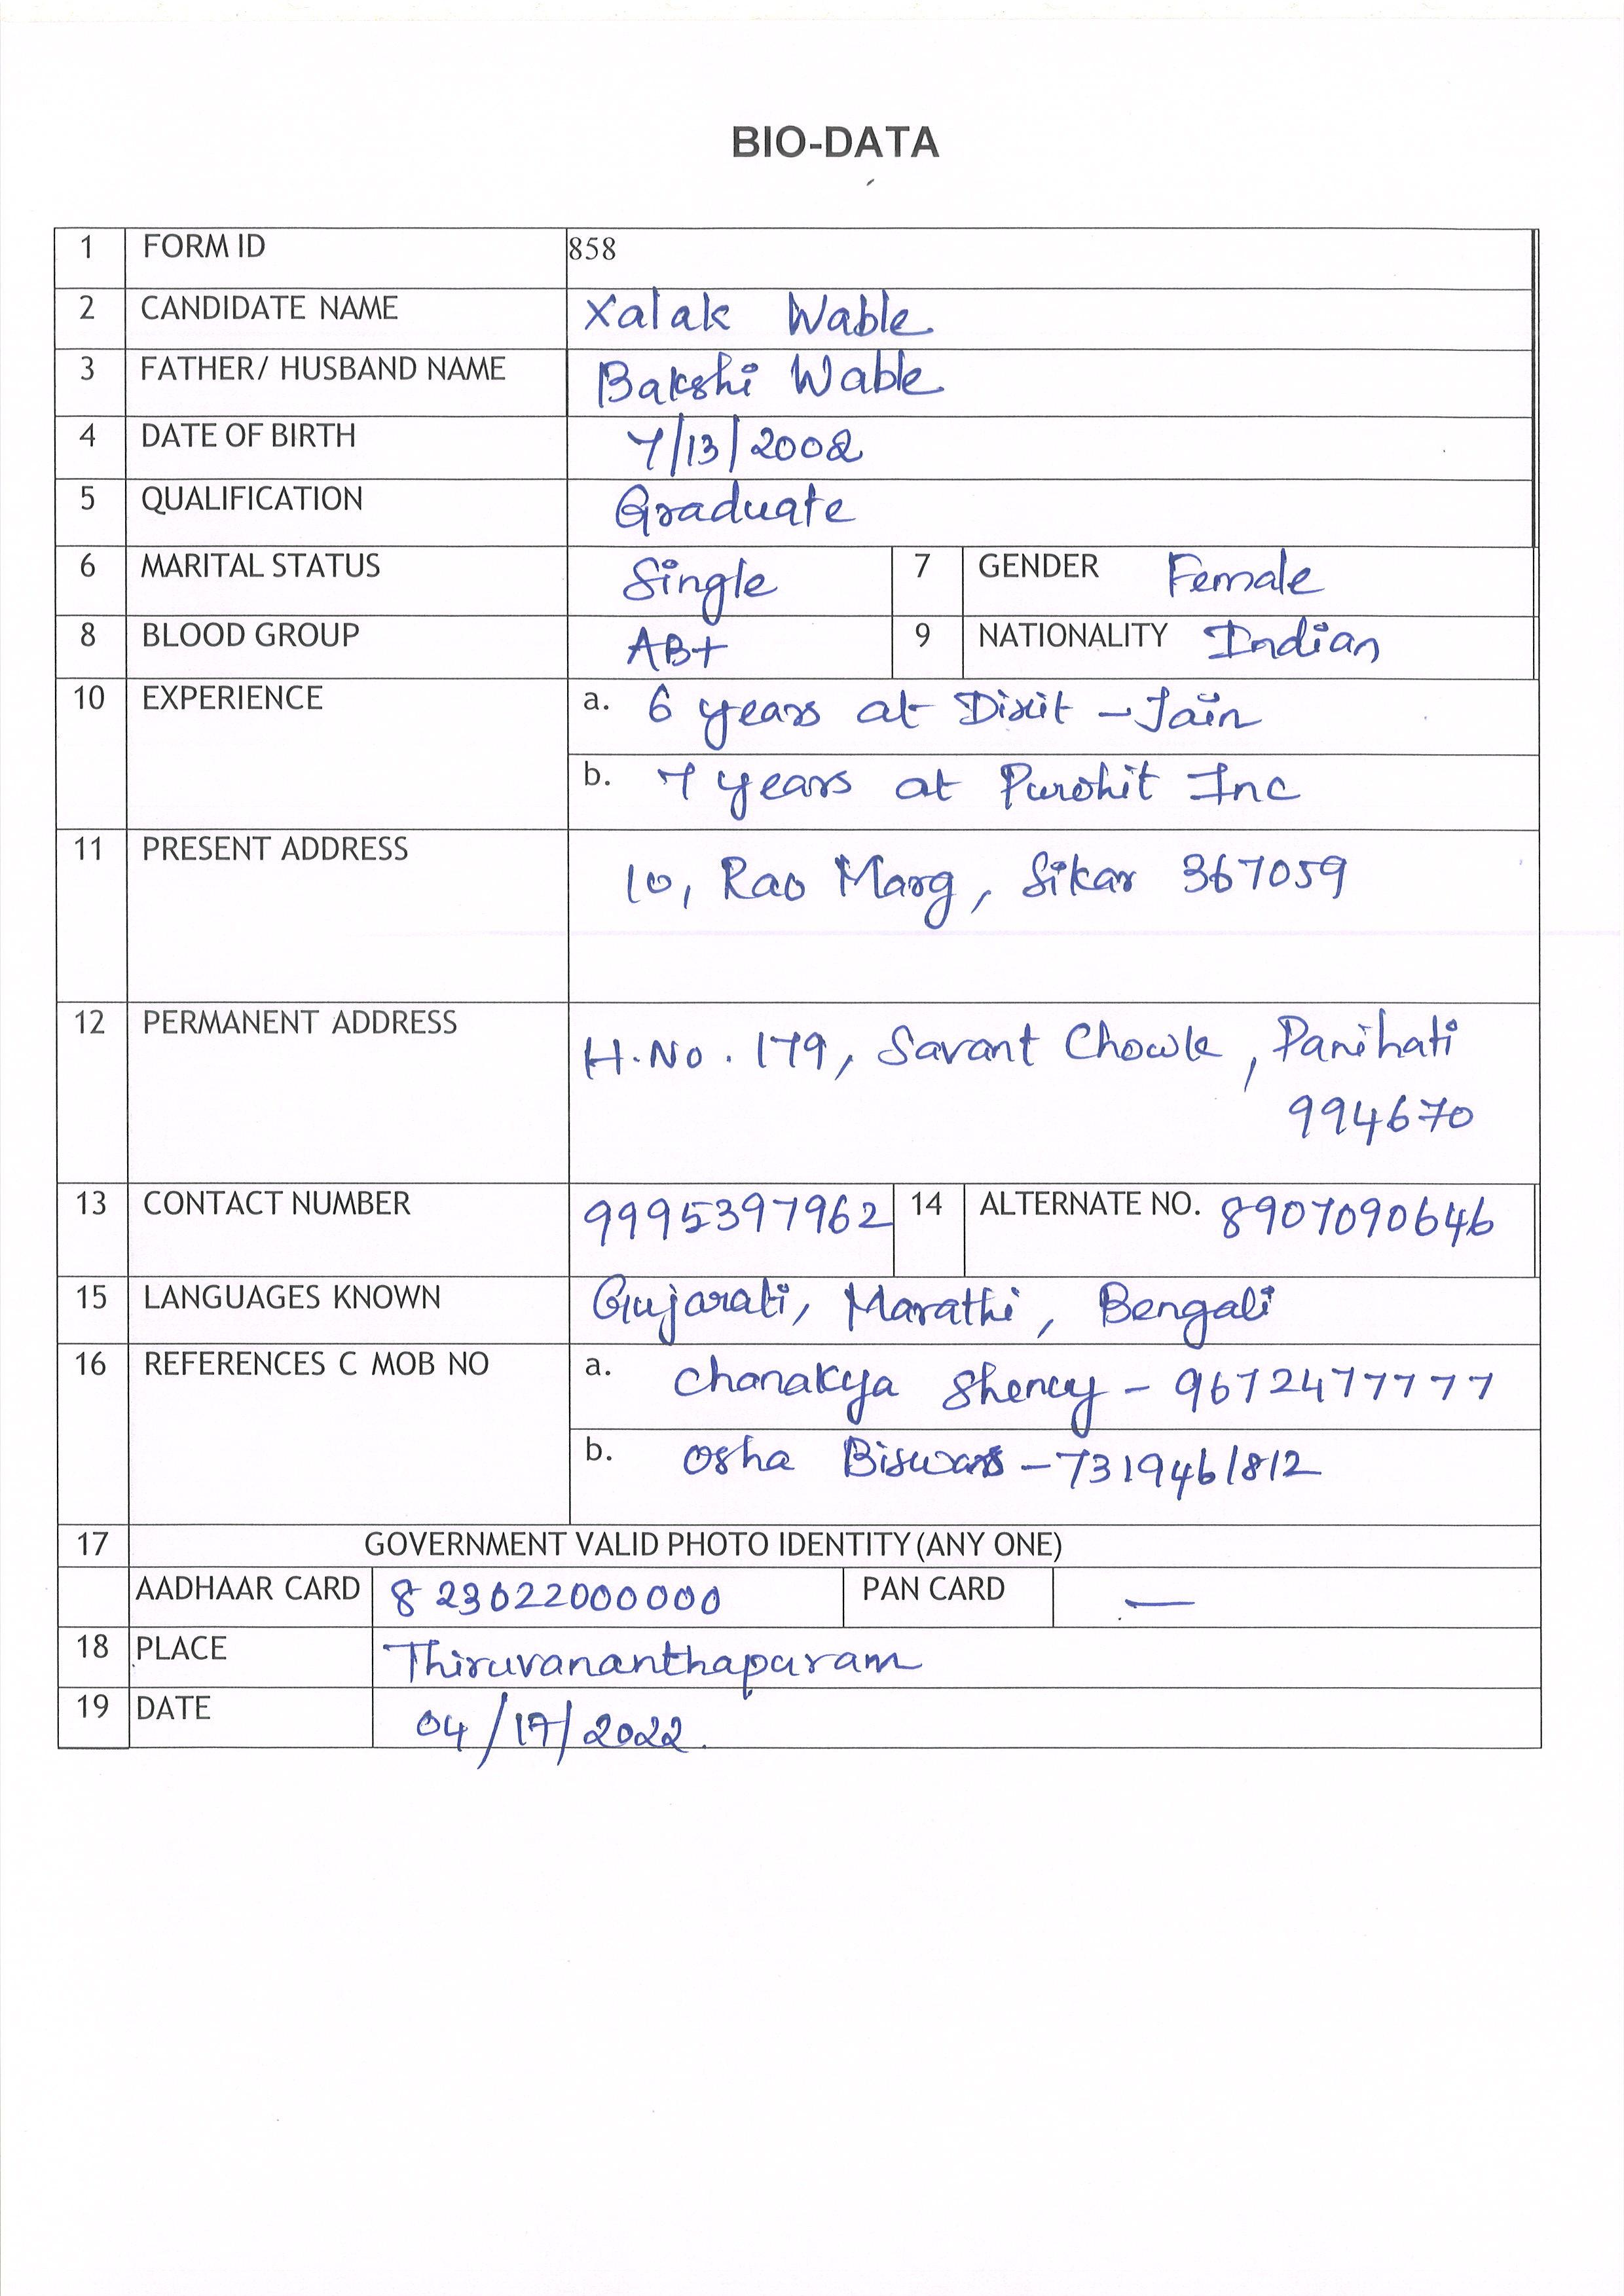 BIO-DATA
1 FORM ID 858
2 CANDIDATE NAME Xalak Wable
3 FATHER/ HUSBAND NAME Bakshi Wable
4 DATE OF BIRTH 7/13/2002
5 QUALIFICATION Graduate
6 MARITAL STATUS Single 7 GENDER Female
8 BLOOD GROUP AB+ 9 NATIONALITY Indian
10 EXPERIENCE a. 6 years at Dixit - Jain
b. 7 years at Purohit Inc
11 PRESENT ADDRESS 10, Rao Marg, Sikar 367059
12 PERMANENT ADDRESS H.No. 179, Savant Chowk, Panihati
994670
13 CONTACT NUMBER 9995397962 14 ALTERNATE NO. 8907090646
15 LANGUAGES KNOWN Gujarati, Marathi, Bengali
16 REFERENCES C MOB NO a. Chanakya Shenoy - 9672477777
b. Osha Biswas - 7319461812
17 GOVERNMENT VALID PHOTO IDENTITY (ANY ONE)
AADHAAR CARD 823622000000 PAN CARD —
18 PLACE Thiruvananthapuram
19 DATE 04/17/2022.